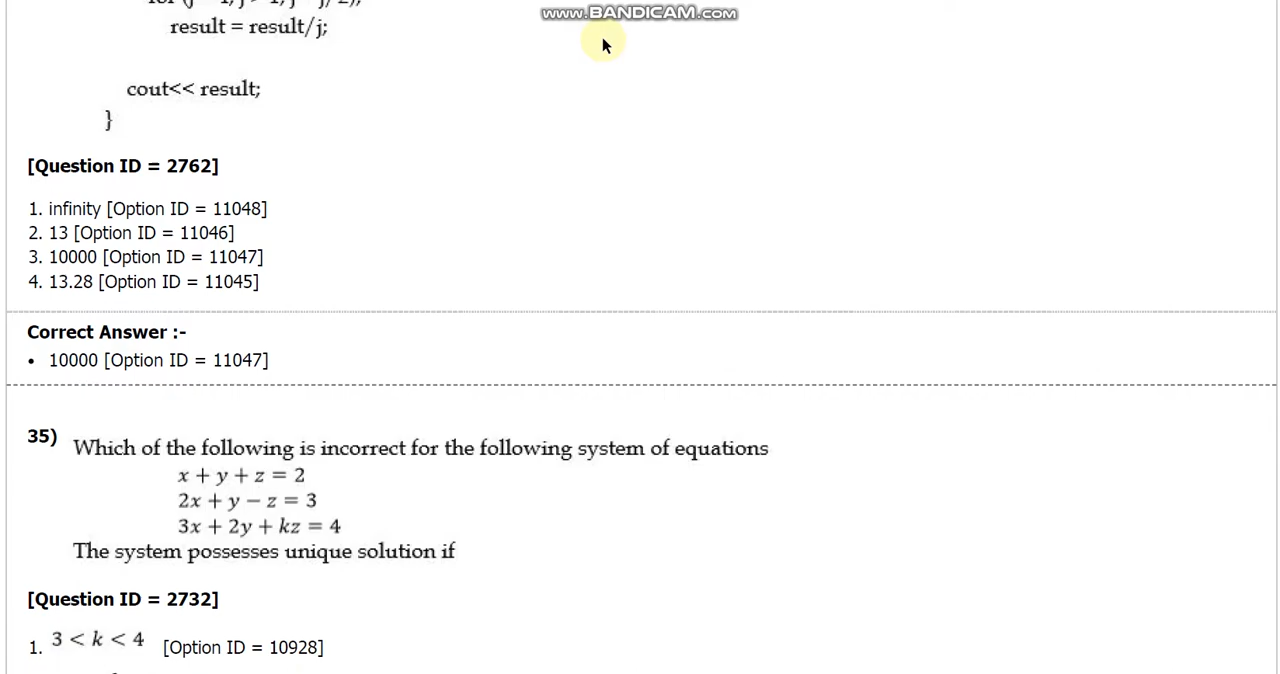 www.BANDICAM.com
result = result/j;
cout<< result;
}
[Question ID = 2762]
1. infinity [Option ID = 11048]
2. 13 [Option ID = 11046]
3. 10000 [Option ID = 11047]
4. 13.28 [Option ID = 11045]
Correct Answer :-
• 10000 [Option ID = 11047]
35) Which of the following is incorrect for the following system of equations
x + y + z = 2
2x + y − z = 3
3x + 2y + kz = 4
The system possesses unique solution if
[Question ID = 2732]
1. 3 < k < 4 [Option ID = 10928]